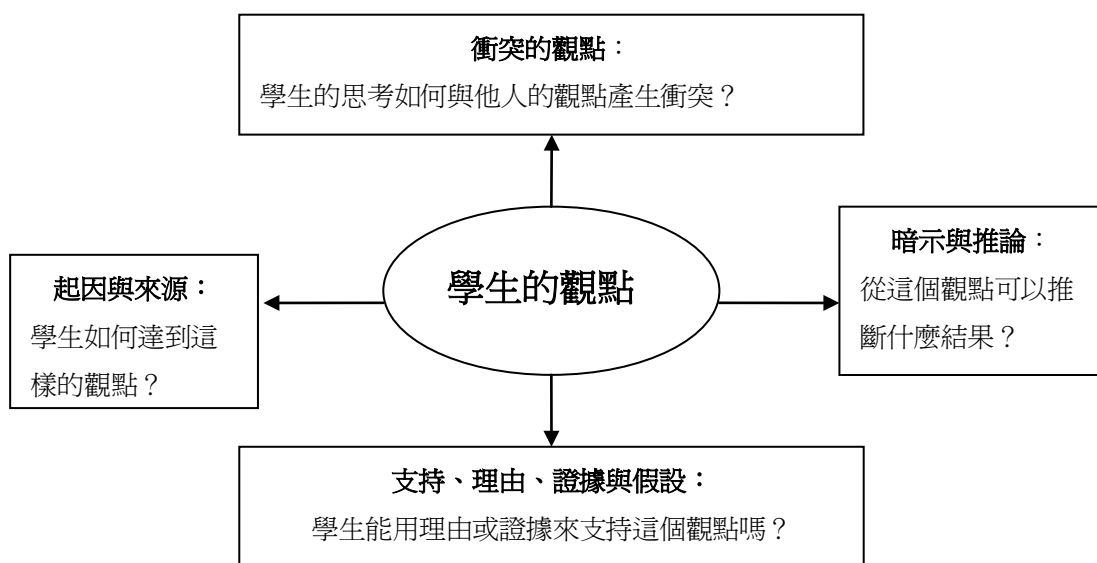 衝突的觀點：
學生的思考如何與他人的觀點產生衝突？
起因與來源：
學生如何達到這
樣的觀點？
學生的觀點
暗示與推論：
從這個觀點可以推
斷什麼結果？
支持、理由、證據與假設：
學生能用理由或證據來支持這個觀點嗎？